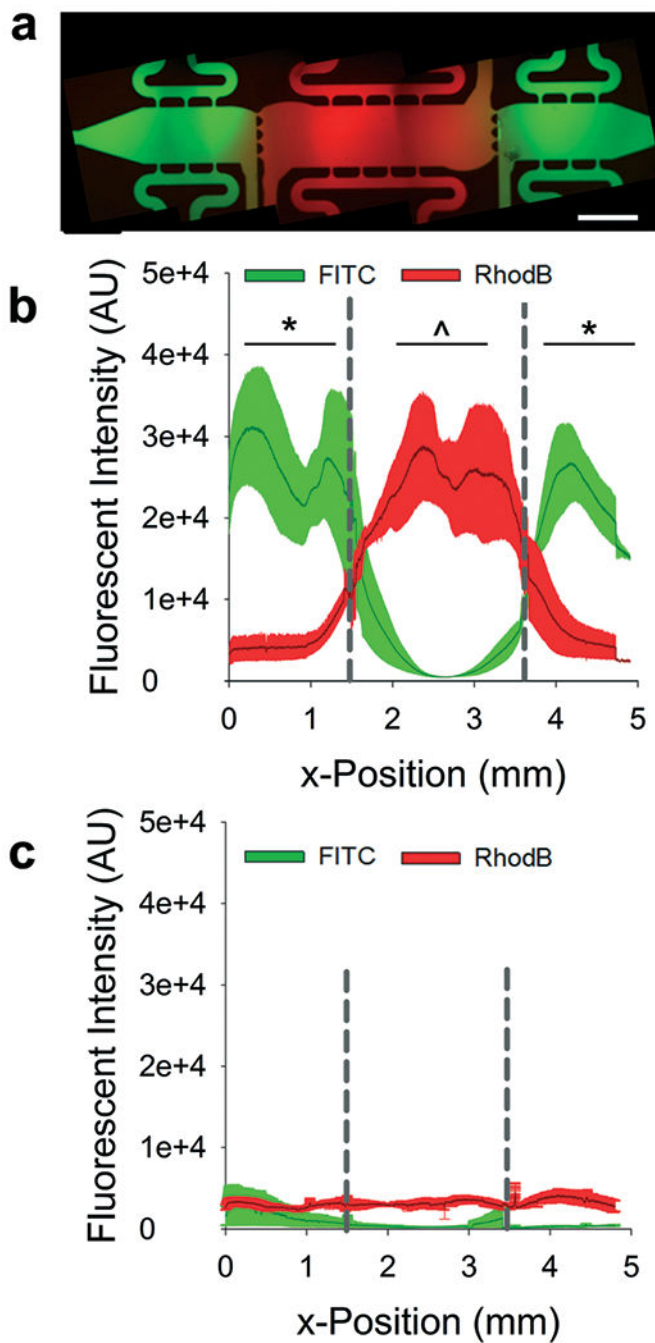 a
b
FITC RhodB
5e+4
4e+4
3e+4
2e+4
1e+4
0
Fluorescent Intensity (AU)
* ^ *
0 1 2 3 4 5
x-Position (mm)
c
FITC RhodB
5e+4
4e+4
3e+4
2e+4
1e+4
0
Fluorescent Intensity (AU)
0 1 2 3 4 5
x-Position (mm)